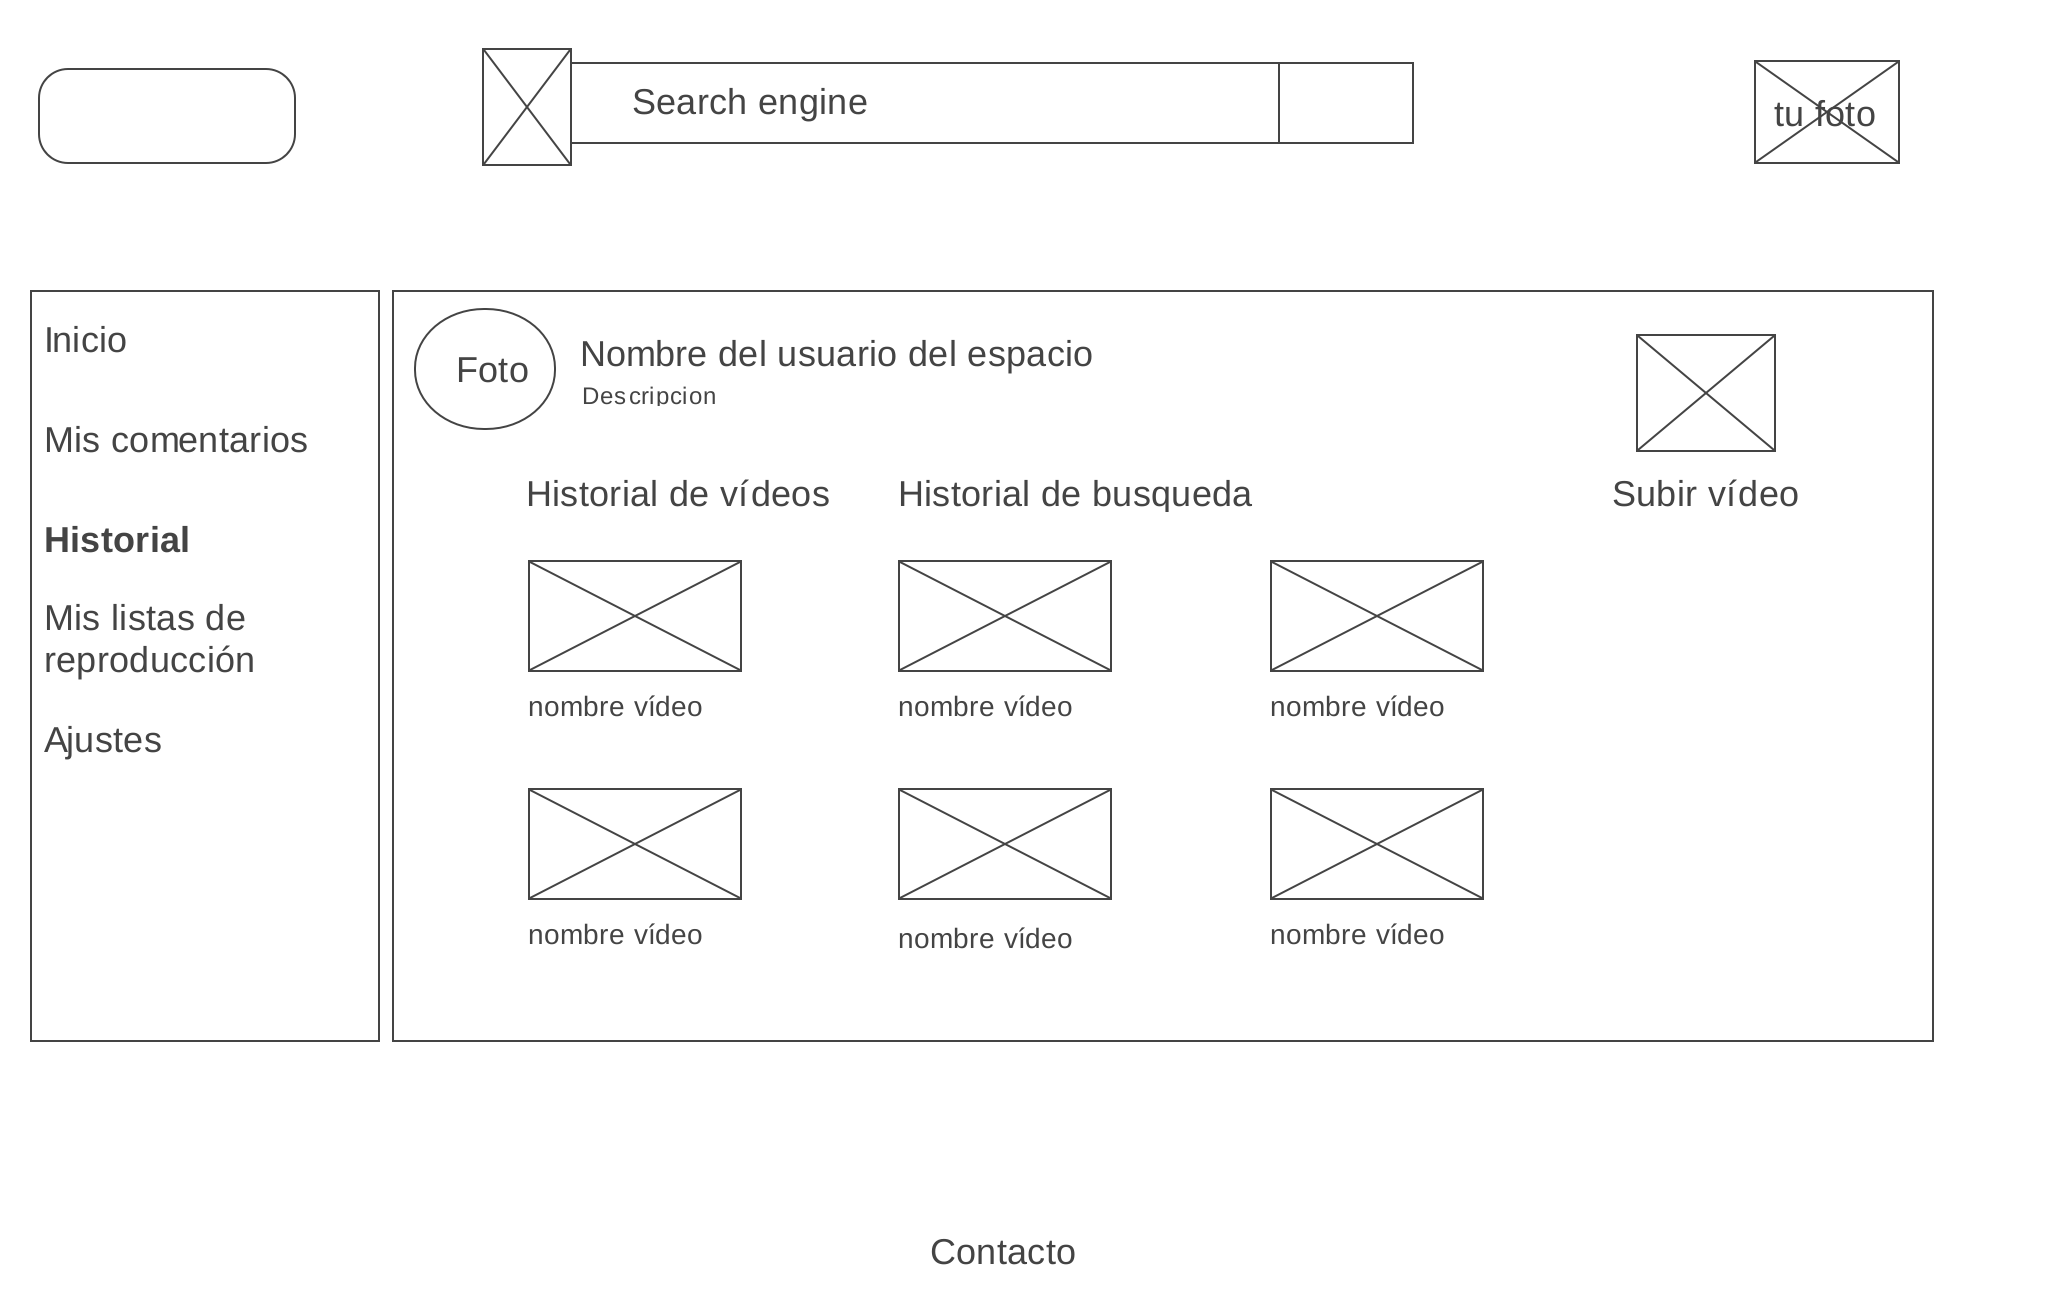 Search engine
tu foto
Inicio
Mis comentarios
Historial
Mis listas de
reproducción
Ajustes
Foto
Nombre del usuario del espacio
Descripcion
Historial de vídeos
Historial de busqueda
Subir vídeo
nombre vídeo
nombre vídeo
nombre vídeo
nombre vídeo
nombre vídeo
nombre vídeo
Contacto